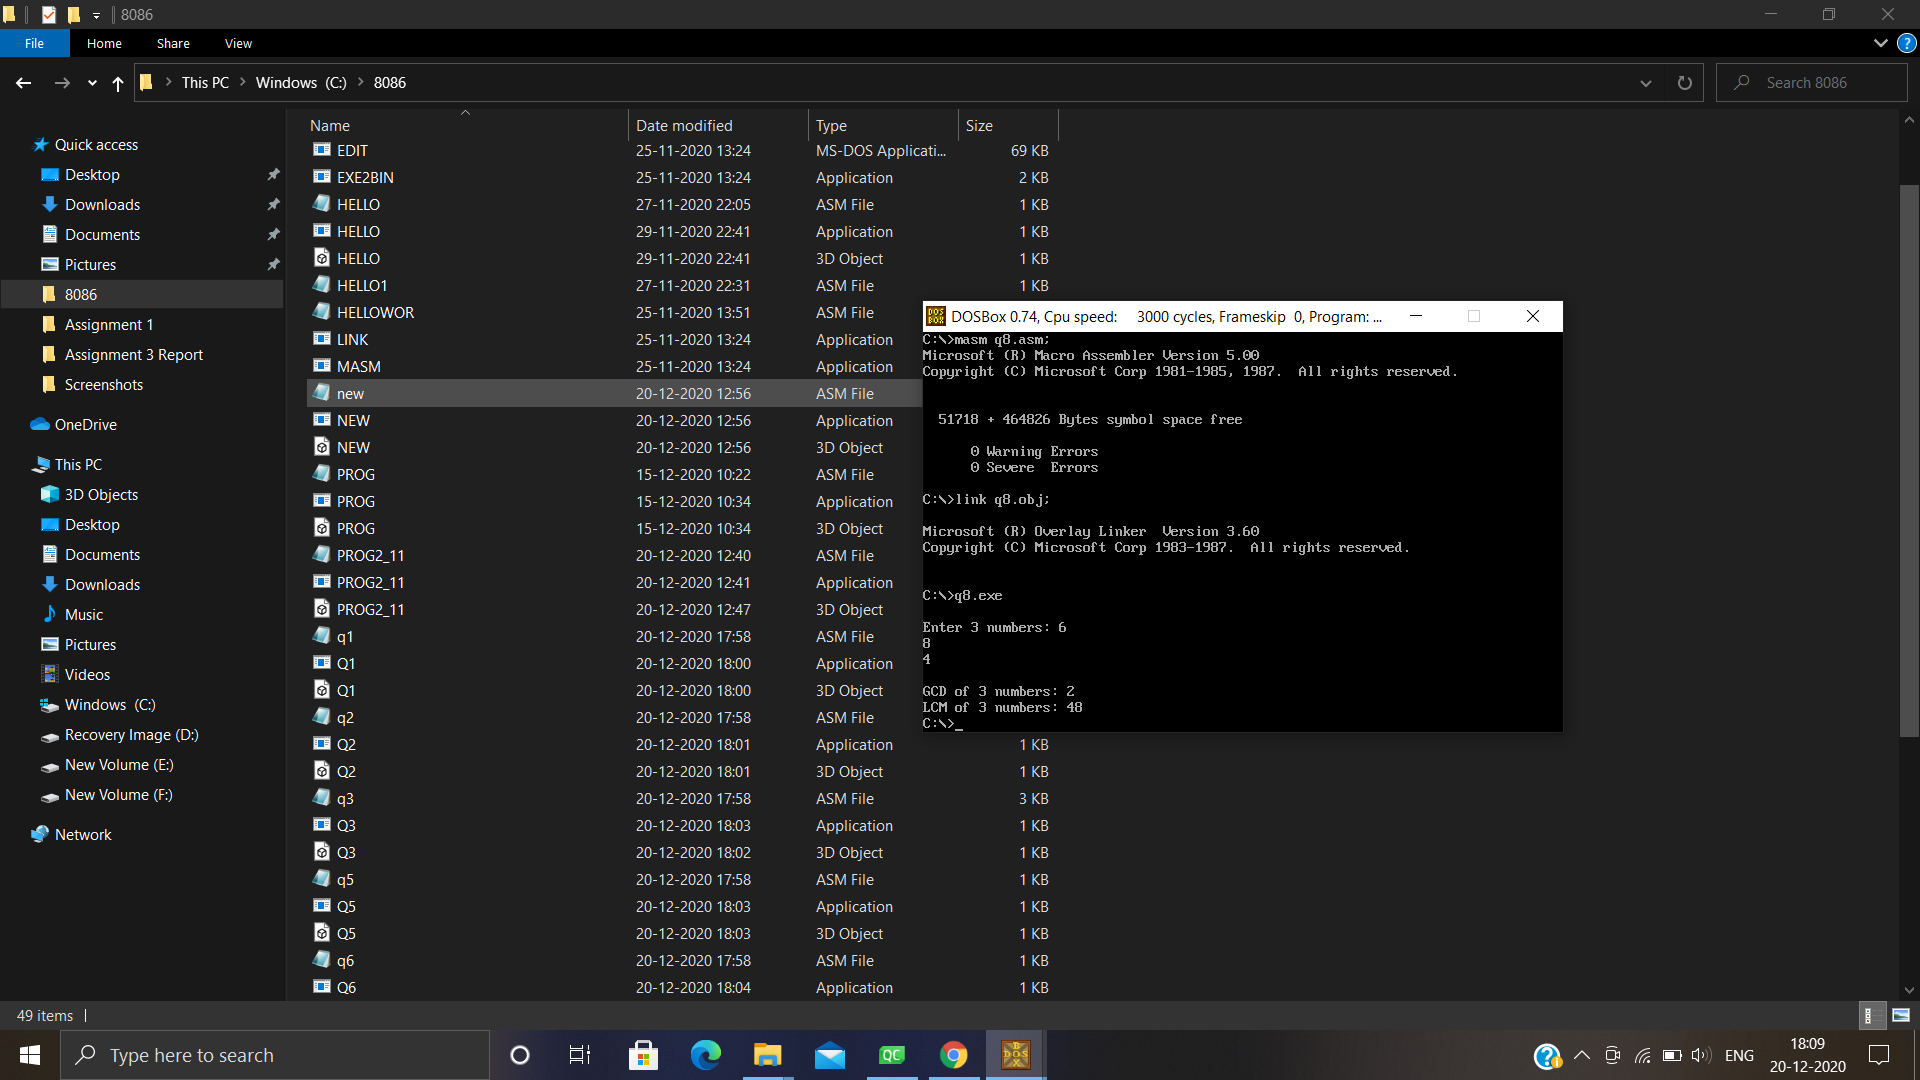 8086
File Home Share View
This PC Windows (C:) 8086
Search 8086
Name Date modified Type Size
Quick access
Desktop
Downloads
Documents
Pictures
8086
Assignment 1
Assignment 3 Report
Screenshots
OneDrive
This PC
3D Objects
Desktop
Documents
Downloads
Music
Pictures
Videos
Windows (C:)
Recovery Image (D:)
New Volume (E:)
New Volume (F:)
Network
EDIT 25-11-2020 13:24 MS-DOS Applicati... 69 KB
EXE2BIN 25-11-2020 13:24 Application 2 KB
HELLO 27-11-2020 22:05 ASM File 1 KB
HELLO 29-11-2020 22:41 Application 1 KB
HELLO 29-11-2020 22:41 3D Object 1 KB
HELLO1 27-11-2020 22:31 ASM File 1 KB
HELLOWOR 25-11-2020 13:51 ASM File
LINK 25-11-2020 13:24 Application
MASM 25-11-2020 13:24 Application
new 20-12-2020 12:56 ASM File
NEW 20-12-2020 12:56 Application
NEW 20-12-2020 12:56 3D Object
PROG 15-12-2020 10:22 ASM File
PROG 15-12-2020 10:34 Application
PROG 15-12-2020 10:34 3D Object
PROG2_11 20-12-2020 12:40 ASM File
PROG2_11 20-12-2020 12:41 Application
PROG2_11 20-12-2020 12:47 3D Object
q1 20-12-2020 17:58 ASM File
Q1 20-12-2020 18:00 Application
Q1 20-12-2020 18:00 3D Object
q2 20-12-2020 17:58 ASM File
Q2 20-12-2020 18:01 Application 1 KB
Q2 20-12-2020 18:01 3D Object 1 KB
q3 20-12-2020 17:58 ASM File 3 KB
Q3 20-12-2020 18:03 Application 1 KB
Q3 20-12-2020 18:02 3D Object 1 KB
q5 20-12-2020 17:58 ASM File 1 KB
Q5 20-12-2020 18:03 Application 1 KB
Q5 20-12-2020 18:03 3D Object 1 KB
q6 20-12-2020 17:58 ASM File 1 KB
Q6 20-12-2020 18:04 Application 1 KB
DOSBox 0.74, Cpu speed: 3000 cycles, Frameskip 0, Program: ...
C:\>masm q8.asm;
Microsoft (R) Macro Assembler Version 5.00
Copyright (C) Microsoft Corp 1981-1985, 1987. All rights reserved.
51718 + 464826 Bytes symbol space free
0 Warning Errors
0 Severe Errors
C:\>link q8.obj;
Microsoft (R) Overlay Linker Version 3.60
Copyright (C) Microsoft Corp 1983-1987. All rights reserved.
C:\>q8.exe
Enter 3 numbers: 6
8
4
GCD of 3 numbers: 2
LCM of 3 numbers: 48
C:\>_
49 items
Type here to search
QC
DOS
BOX
ENG
18:09
20-12-2020